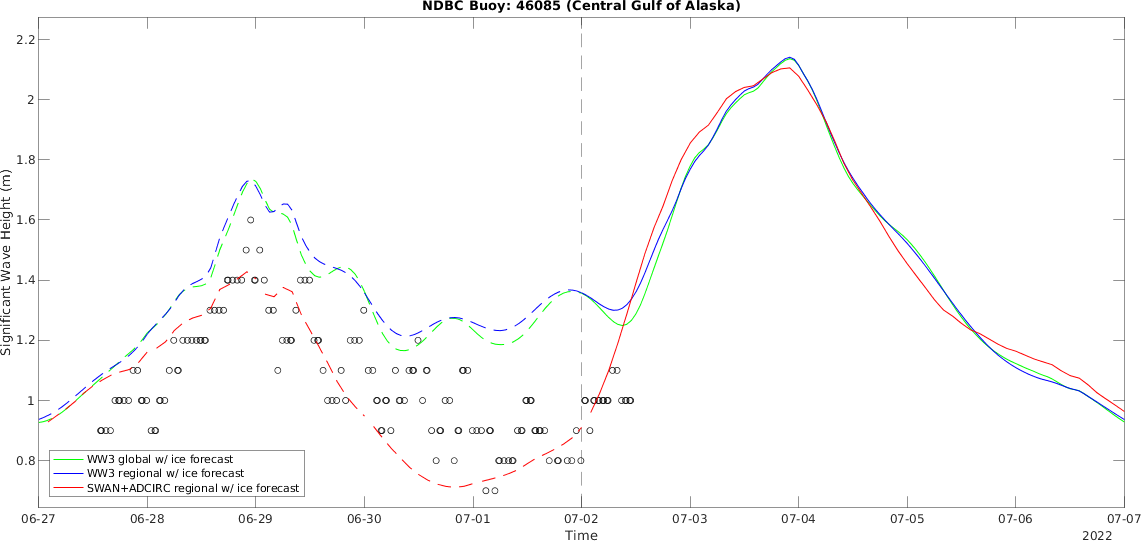 NDBC Buoy: 46085 (Central Gulf of Alaska)
2.2
2
1.8
1.6
1.4
1.2
1
0.8
Significant Wave Height (m)
WW3 global w/ ice forecast
WW3 regional w/ ice forecast
SWAN+ADCIRC regional w/ ice forecast
06-27 06-28 06-29 06-30 07-01 07-02 07-03 07-04 07-05 07-06 07-07
Time
2022